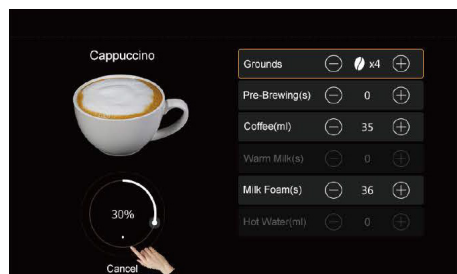 Cappuccino
Grounds x4
Pre-Brewing(s) 0
Coffee(ml) 35
Warm Milk(s) 0
Milk Foam(s) 36
Hot Water(ml) 0
30%
Cancel